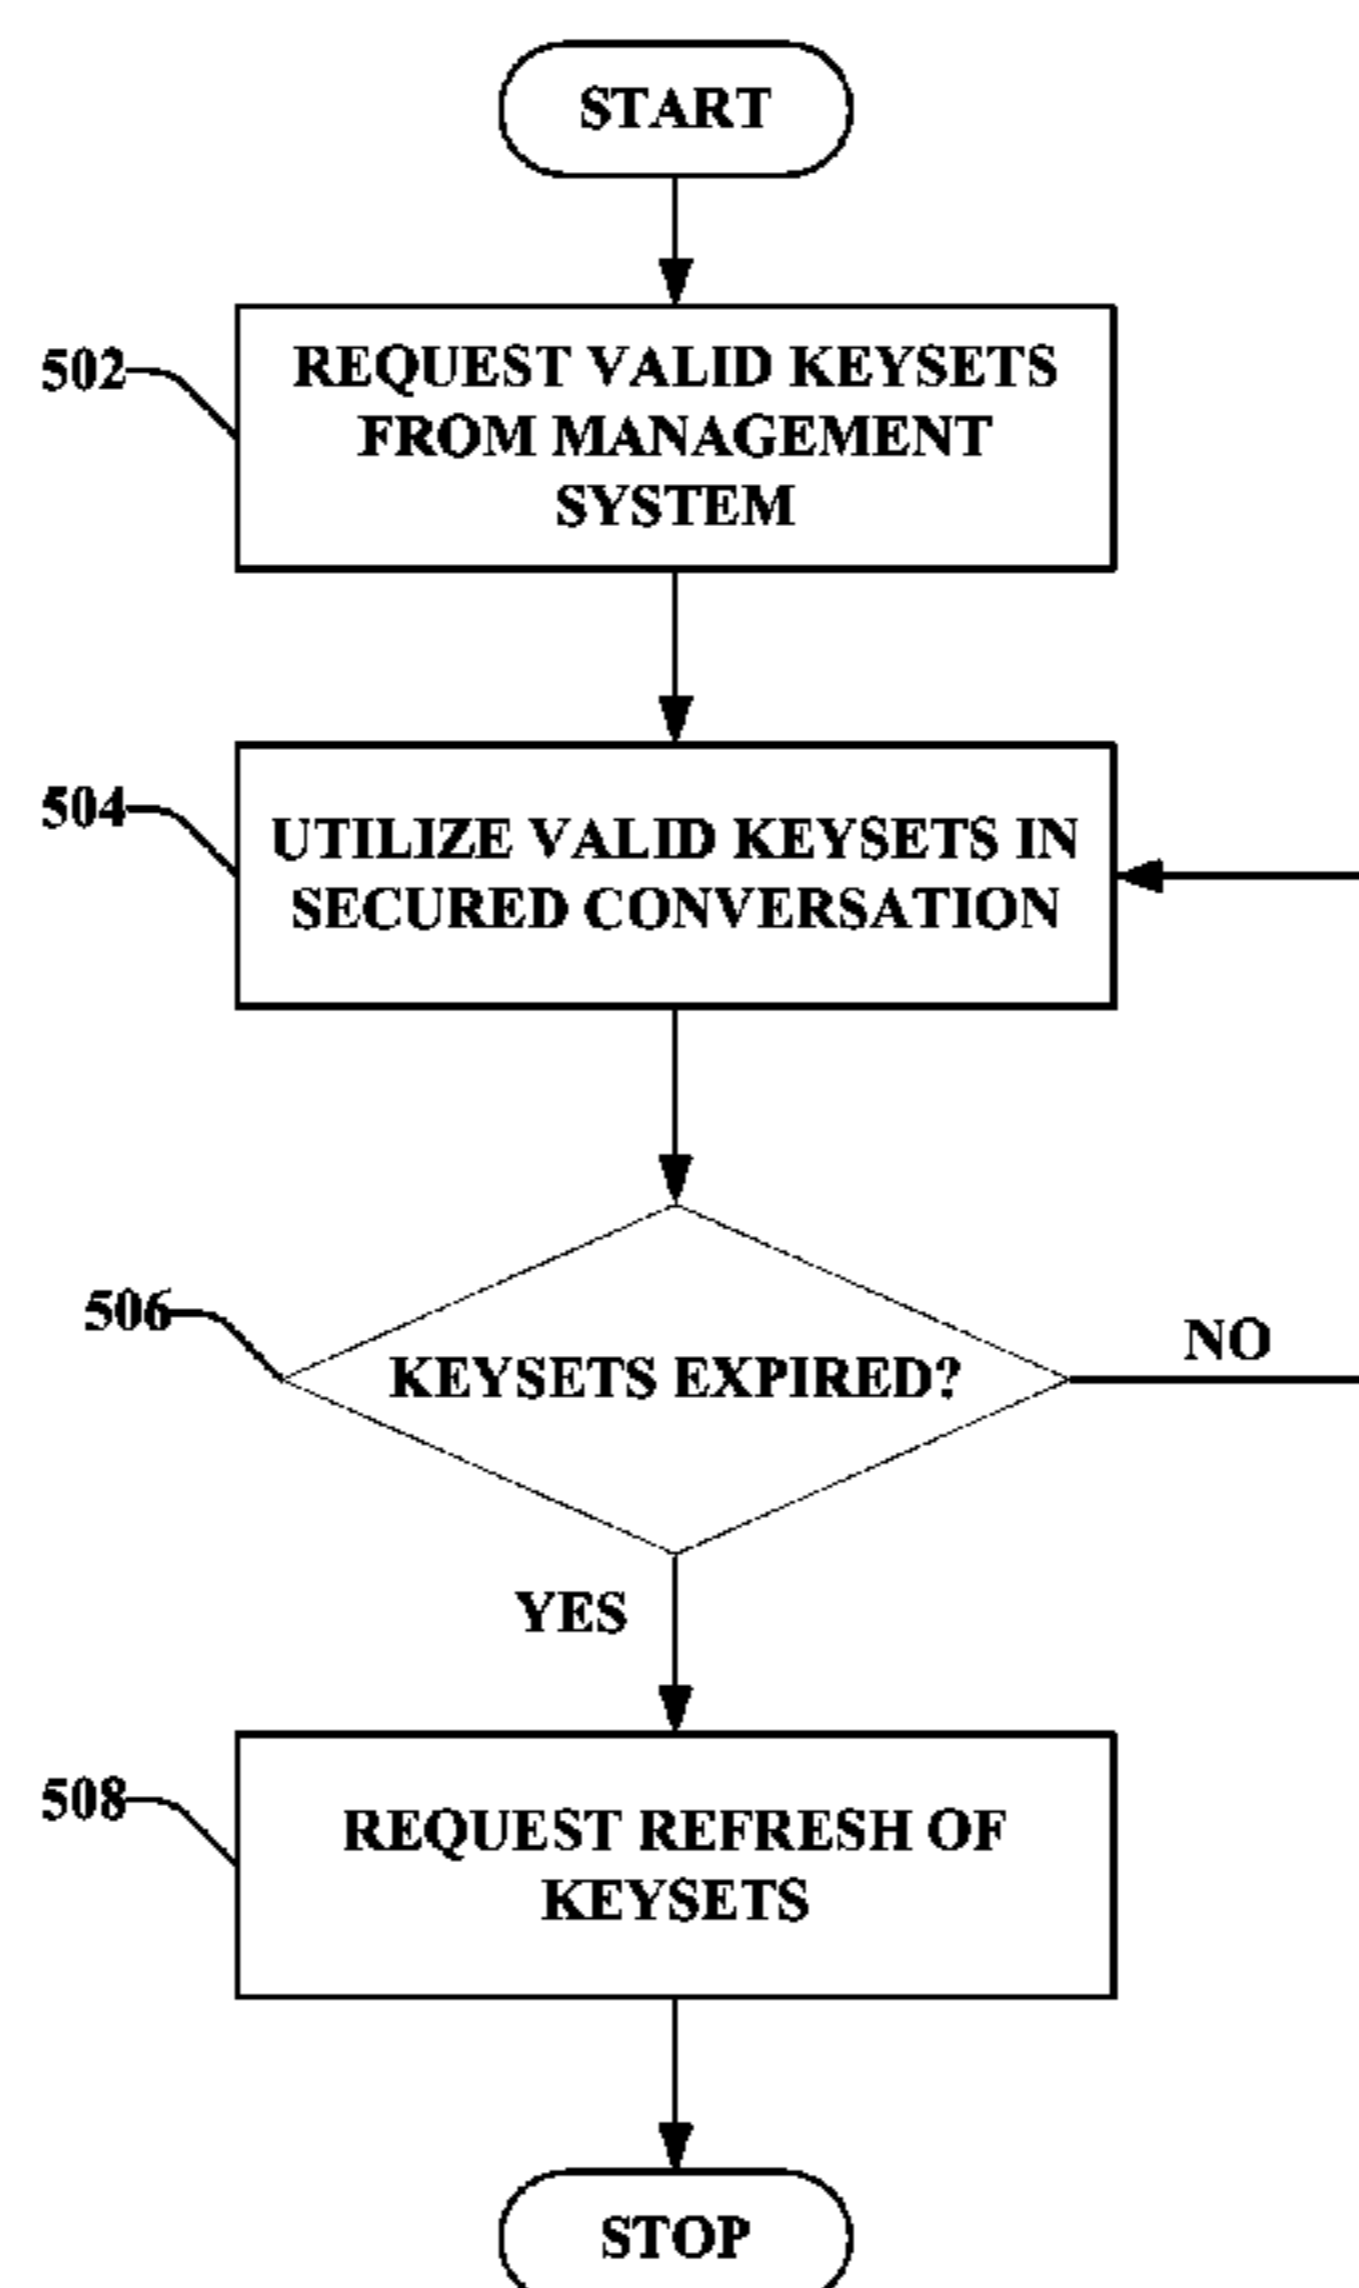 START
502
REQUEST VALID KEYSETS
FROM MANAGEMENT
SYSTEM
504
UTILIZE VALID KEYSETS IN
SECURED CONVERSATION
506
KEYSETS EXPIRED?
NO
YES
508
REQUEST REFRESH OF
KEYSETS
STOP